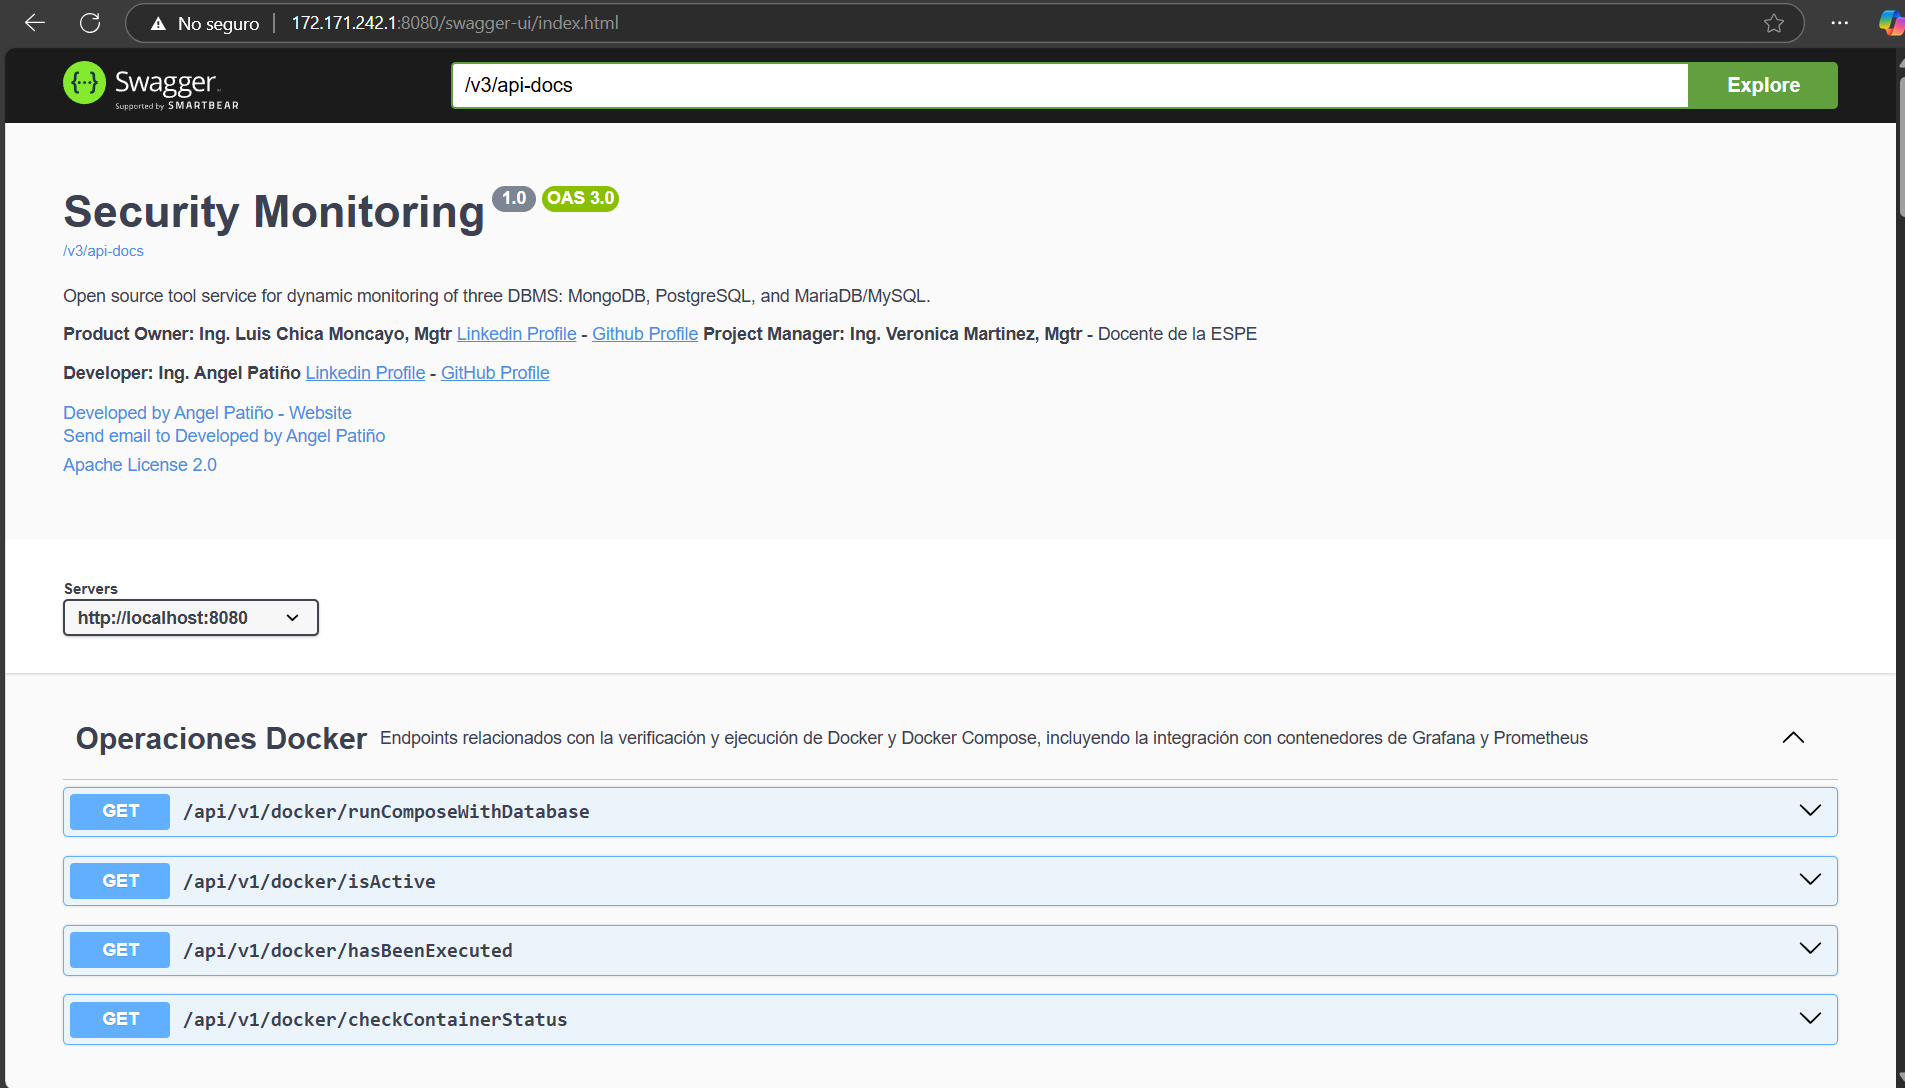 No seguro
172.171.242.1:8080/swagger-ui/index.html
Swagger
Supported by SMARTBEAR
/v3/api-docs
Explore
Security Monitoring 1.0 OAS 3.0
/v3/api-docs
Open source tool service for dynamic monitoring of three DBMS: MongoDB, PostgreSQL, and MariaDB/MySQL.
Product Owner: Ing. Luis Chica Moncayo, Mgtr Linkedin Profile - Github Profile Project Manager: Ing. Veronica Martinez, Mgtr - Docente de la ESPE
Developer: Ing. Angel Patiño Linkedin Profile - GitHub Profile
Developed by Angel Patiño - Website
Send email to Developed by Angel Patiño
Apache License 2.0
Servers
http://localhost:8080
Operaciones Docker Endpoints relacionados con la verificación y ejecución de Docker y Docker Compose, incluyendo la integración con contenedores de Grafana y Prometheus
GET /api/v1/docker/runComposeWithDatabase
GET /api/v1/docker/isActive
GET /api/v1/docker/hasBeenExecuted
GET /api/v1/docker/checkContainerStatus